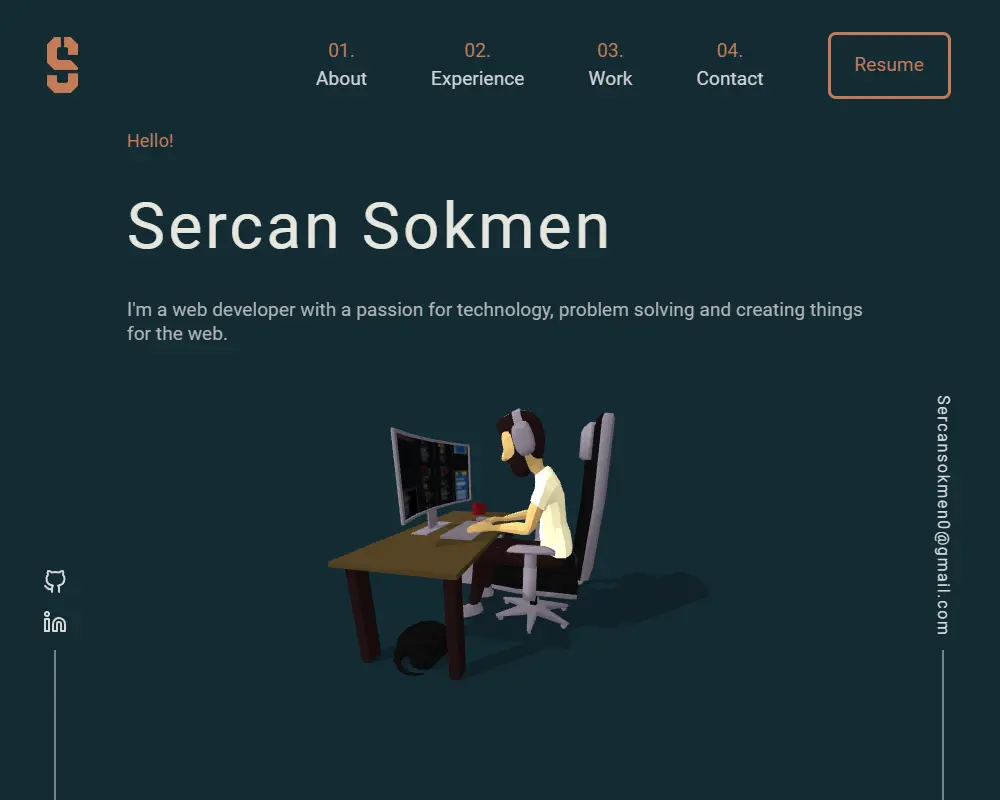 S
01.
About
02.
Experience
03.
Work
04.
Contact
Resume
Hello!
Sercan Sokmen
I'm a web developer with a passion for technology, problem solving and creating things
for the web.
Sercansokmen0@gmail.com
in